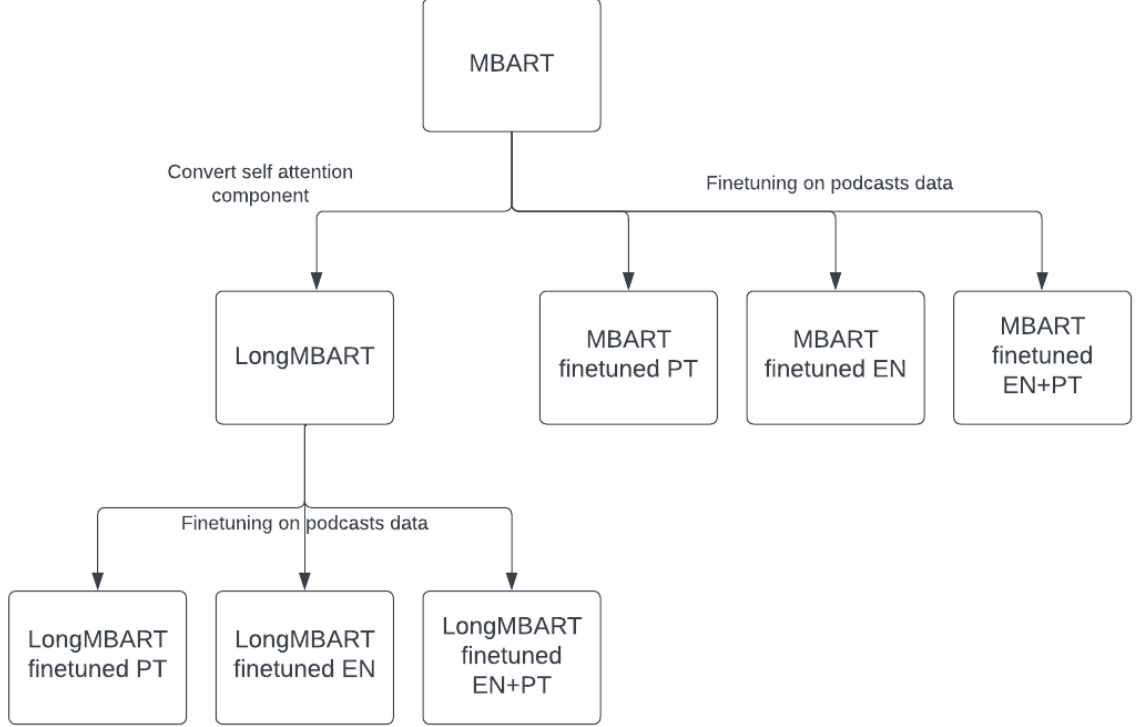 MBART
Convert self attention
component
Finetuning on podcasts data
LongMBART
MBART
finetuned PT
MBART
finetuned EN
MBART
finetuned
EN+PT
Finetuning on podcasts data
LongMBART
finetuned PT
LongMBART
finetuned EN
LongMBART
finetuned
EN+PT